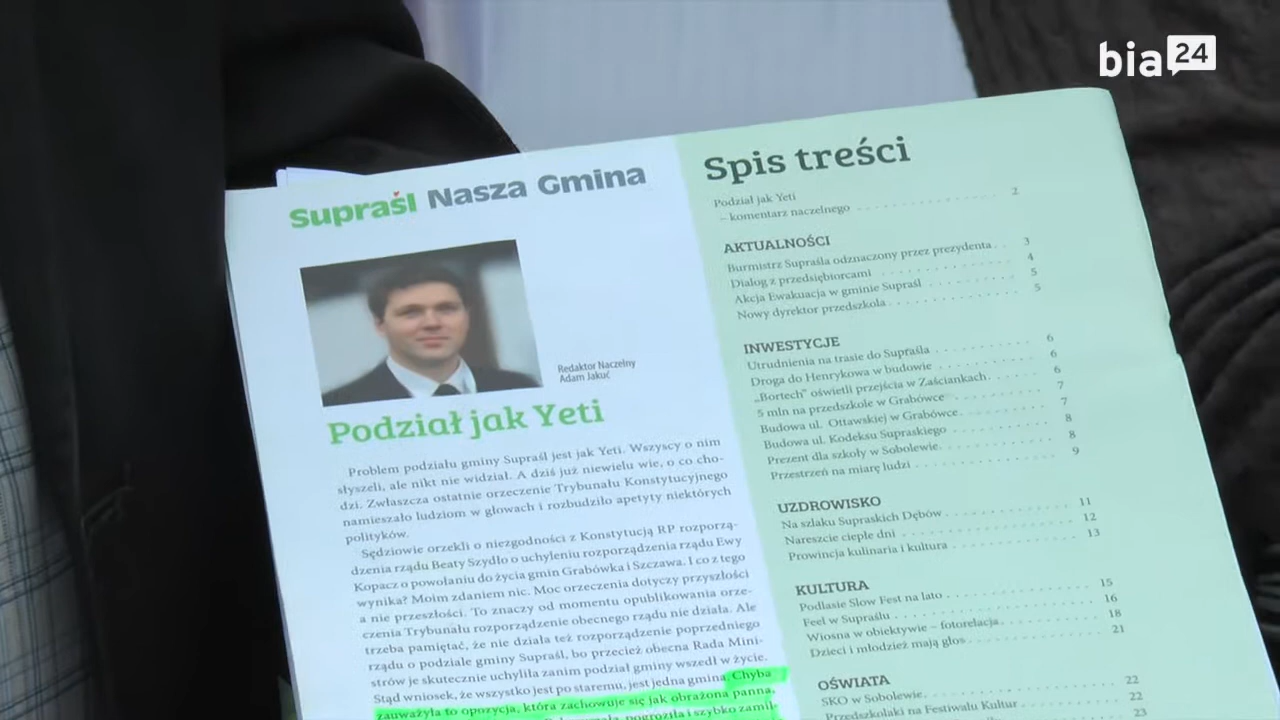 bia24
Supraśl Nasza Gmina
Redaktor Naczelny
Adam Jakuć
Podział jak Yeti
Problem podziału gminy Supraśl jest jak Yeti. Wszyscy o nim
słyszeli, ale nikt nie widział. A dziś już niewielu wie, o co cho-
dzi. Zwłaszcza ostatnie orzeczenie Trybunału Konstytucyjnego
namieszało ludziom w głowach i rozbudziło apetyty niektórych
polityków.
Sędziowie orzekli o niezgodności z Konstytucją RP rozporzą-
dzenia rządu Beaty Szydło o uchyleniu rozporządzenia rządu Ewy
Kopacz o powołaniu do życia gmin Grabówka i Szczawa. I co z tego
wynika? Moim zdaniem nic. Moc orzeczenia dotyczy przyszłości
a nie przeszłości. To znaczy od momentu opublikowania orze-
czenia Trybunału rozporządzenie obecnego rządu nie działa. Ale
trzeba pamiętać, że nie działa też rozporządzenie poprzedniego
rządu o podziale gminy Supraśl, bo przecież obecna Rada Mini-
strów je skutecznie uchyliła zanim podział gminy wszedł w życie.
Stąd wniosek, że wszystko jest po staremu, jest jedna gmina. Chyba
zauważyła to opozycja, która zachowuje się jak obrażona panna,
pogroziła i szybko zamil-
Spis treści
Podział jak Yeti
– komentarz naczelnego 2
AKTUALNOŚCI
Burmistrz Supraśla odznaczony przez prezydenta 3
Dialog z przedsiębiorcami 4
Akcja Ewakuacja w gminie Supraśl 5
Nowy dyrektor przedszkola 5
INWESTYCJE
Utrudnienia na trasie do Supraśla 6
Droga do Henrykowa w budowie 6
„Bortech” oświetli przejścia w Zaściankach 6
5 mln na przedszkole w Grabówce 7
Budowa ul. Ottawskiej w Grabówce 7
Budowa ul. Kodeksu Supraskiego 8
Prezent dla szkoły w Sobolewie 8
Przestrzeń na miarę ludzi 9
UZDROWISKO
Na szlaku Supraskich Dębów 11
Nareszcie ciepłe dni 12
Prowincja kulinaria i kultura 13
KULTURA
Podlasie Slow Fest na lato 15
Feel w Supraślu 16
Wiosna w obiektywie – fotorelacja 18
Dzieci i młodzież mają głos 21
OŚWIATA
SKO w Sobolewie 22
Przedszkolaki na Festiwalu Kultur 22
23